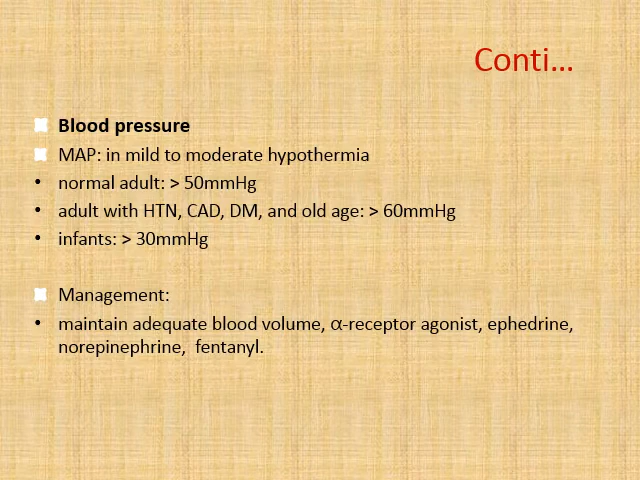 Conti…
Blood pressure
MAP: in mild to moderate hypothermia
• normal adult: > 50mmHg
• adult with HTN, CAD, DM, and old age: > 60mmHg
• infants: > 30mmHg
Management:
• maintain adequate blood volume, α-receptor agonist, ephedrine,
norepinephrine,  fentanyl.